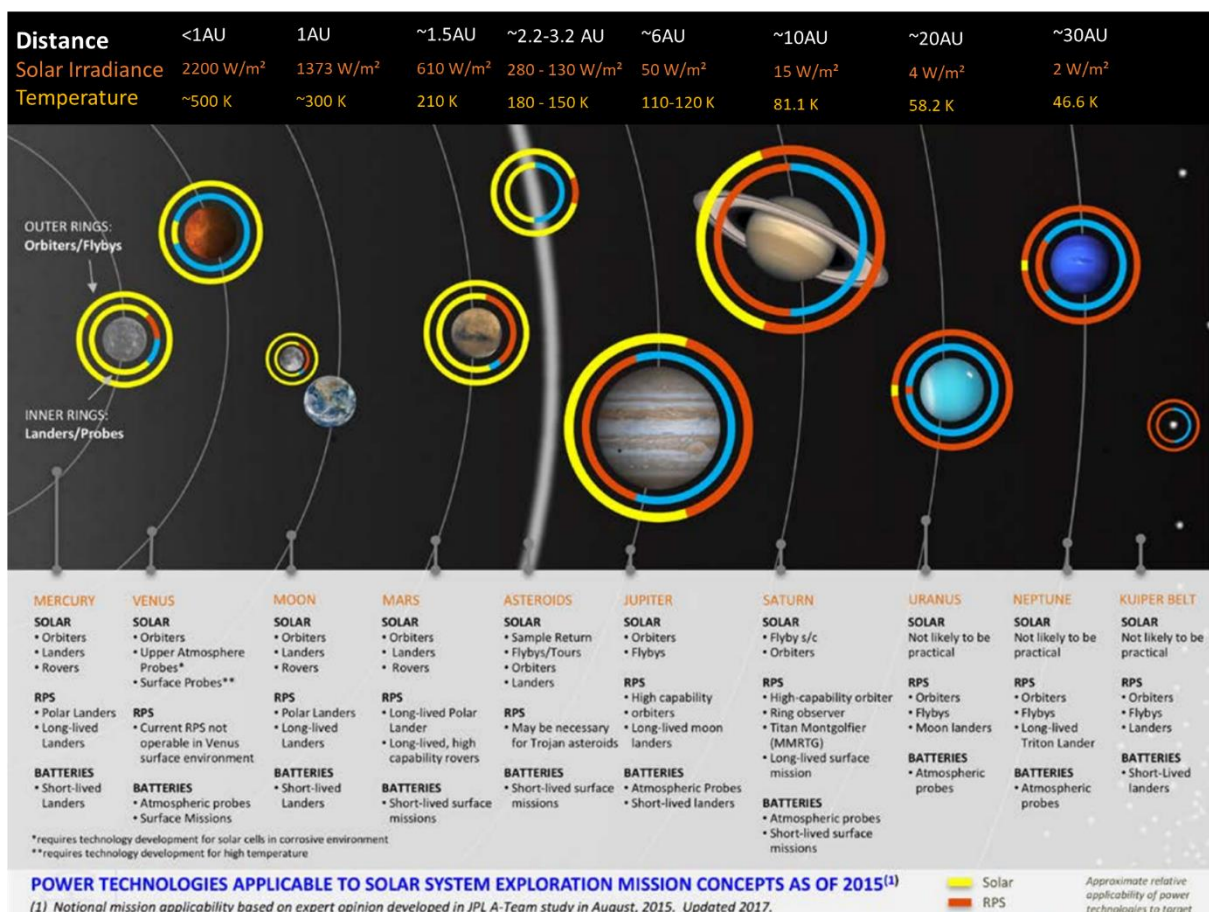 Distance <1AU 1AU ~1.5AU ~2.2-3.2 AU ~6AU ~10AU ~20AU ~30AU
Solar Irradiance 2200 W/m² 1373 W/m² 610 W/m² 280 - 130 W/m² 50 W/m² 15 W/m² 4 W/m² 2 W/m²
Temperature ~500 K ~300 K 210 K 180 - 150 K 110-120 K 81.1 K 58.2 K 46.6 K
OUTER RINGS:
Orbiters/Flybys
INNER RINGS:
Landers/Probes
MERCURY
SOLAR
• Orbiters
• Landers
• Rovers
RPS
• Polar Landers
• Long-lived
Landers
BATTERIES
• Short-lived
Landers
VENUS
SOLAR
• Orbiters
• Upper Atmosphere
Probes*
• Surface Probes**
RPS
• Current RPS not
operable in Venus
surface environment
BATTERIES
• Atmospheric probes
• Surface Missions
MOON
SOLAR
• Orbiters
• Landers
• Rovers
RPS
• Polar Landers
• Long-lived
Landers
BATTERIES
• Short-lived
Landers
MARS
SOLAR
• Orbiters
• Landers
• Rovers
RPS
• Long-lived Polar
Lander
• Long-lived, high
capability rovers
BATTERIES
• Short-lived surface
missions
ASTEROIDS
SOLAR
• Sample Return
• Flybys/Tours
• Orbiters
• Landers
RPS
• May be necessary
for Trojan asteroids
BATTERIES
• Short-lived surface
missions
JUPITER
SOLAR
• Orbiters
• Flybys
RPS
• High capability
• orbiters
• Long-lived moon
landers
BATTERIES
• Atmospheric Probes
• Short-lived landers
SATURN
SOLAR
• Flyby s/c
• Orbiters
RPS
• High-capability orbiter
• Ring observer
• Titan Montgolfier
(MMRTG)
• Long-lived surface
mission
BATTERIES
• Atmospheric probes
• Short-lived surface
missions
URANUS
SOLAR
Not likely to be
practical
RPS
• Orbiters
• Flybys
• Moon landers
BATTERIES
• Atmospheric
probes
NEPTUNE
SOLAR
Not likely to be
practical
RPS
• Orbiters
• Flybys
• Long-lived
Triton Lander
BATTERIES
• Atmospheric
probes
KUIPER BELT
SOLAR
Not likely to be
practical
RPS
• Orbiters
• Flybys
• Landers
BATTERIES
• Short-Lived
landers
*requires technology development for solar cells in corrosive environment
**requires technology development for high temperature
POWER TECHNOLOGIES APPLICABLE TO SOLAR SYSTEM EXPLORATION MISSION CONCEPTS AS OF 2015(1)
(1) Notional mission applicability based on expert opinion developed in JPL A-Team study in August, 2015. Updated 2017.
Solar
RPS
Approximate relative
applicability of power
technologies to target